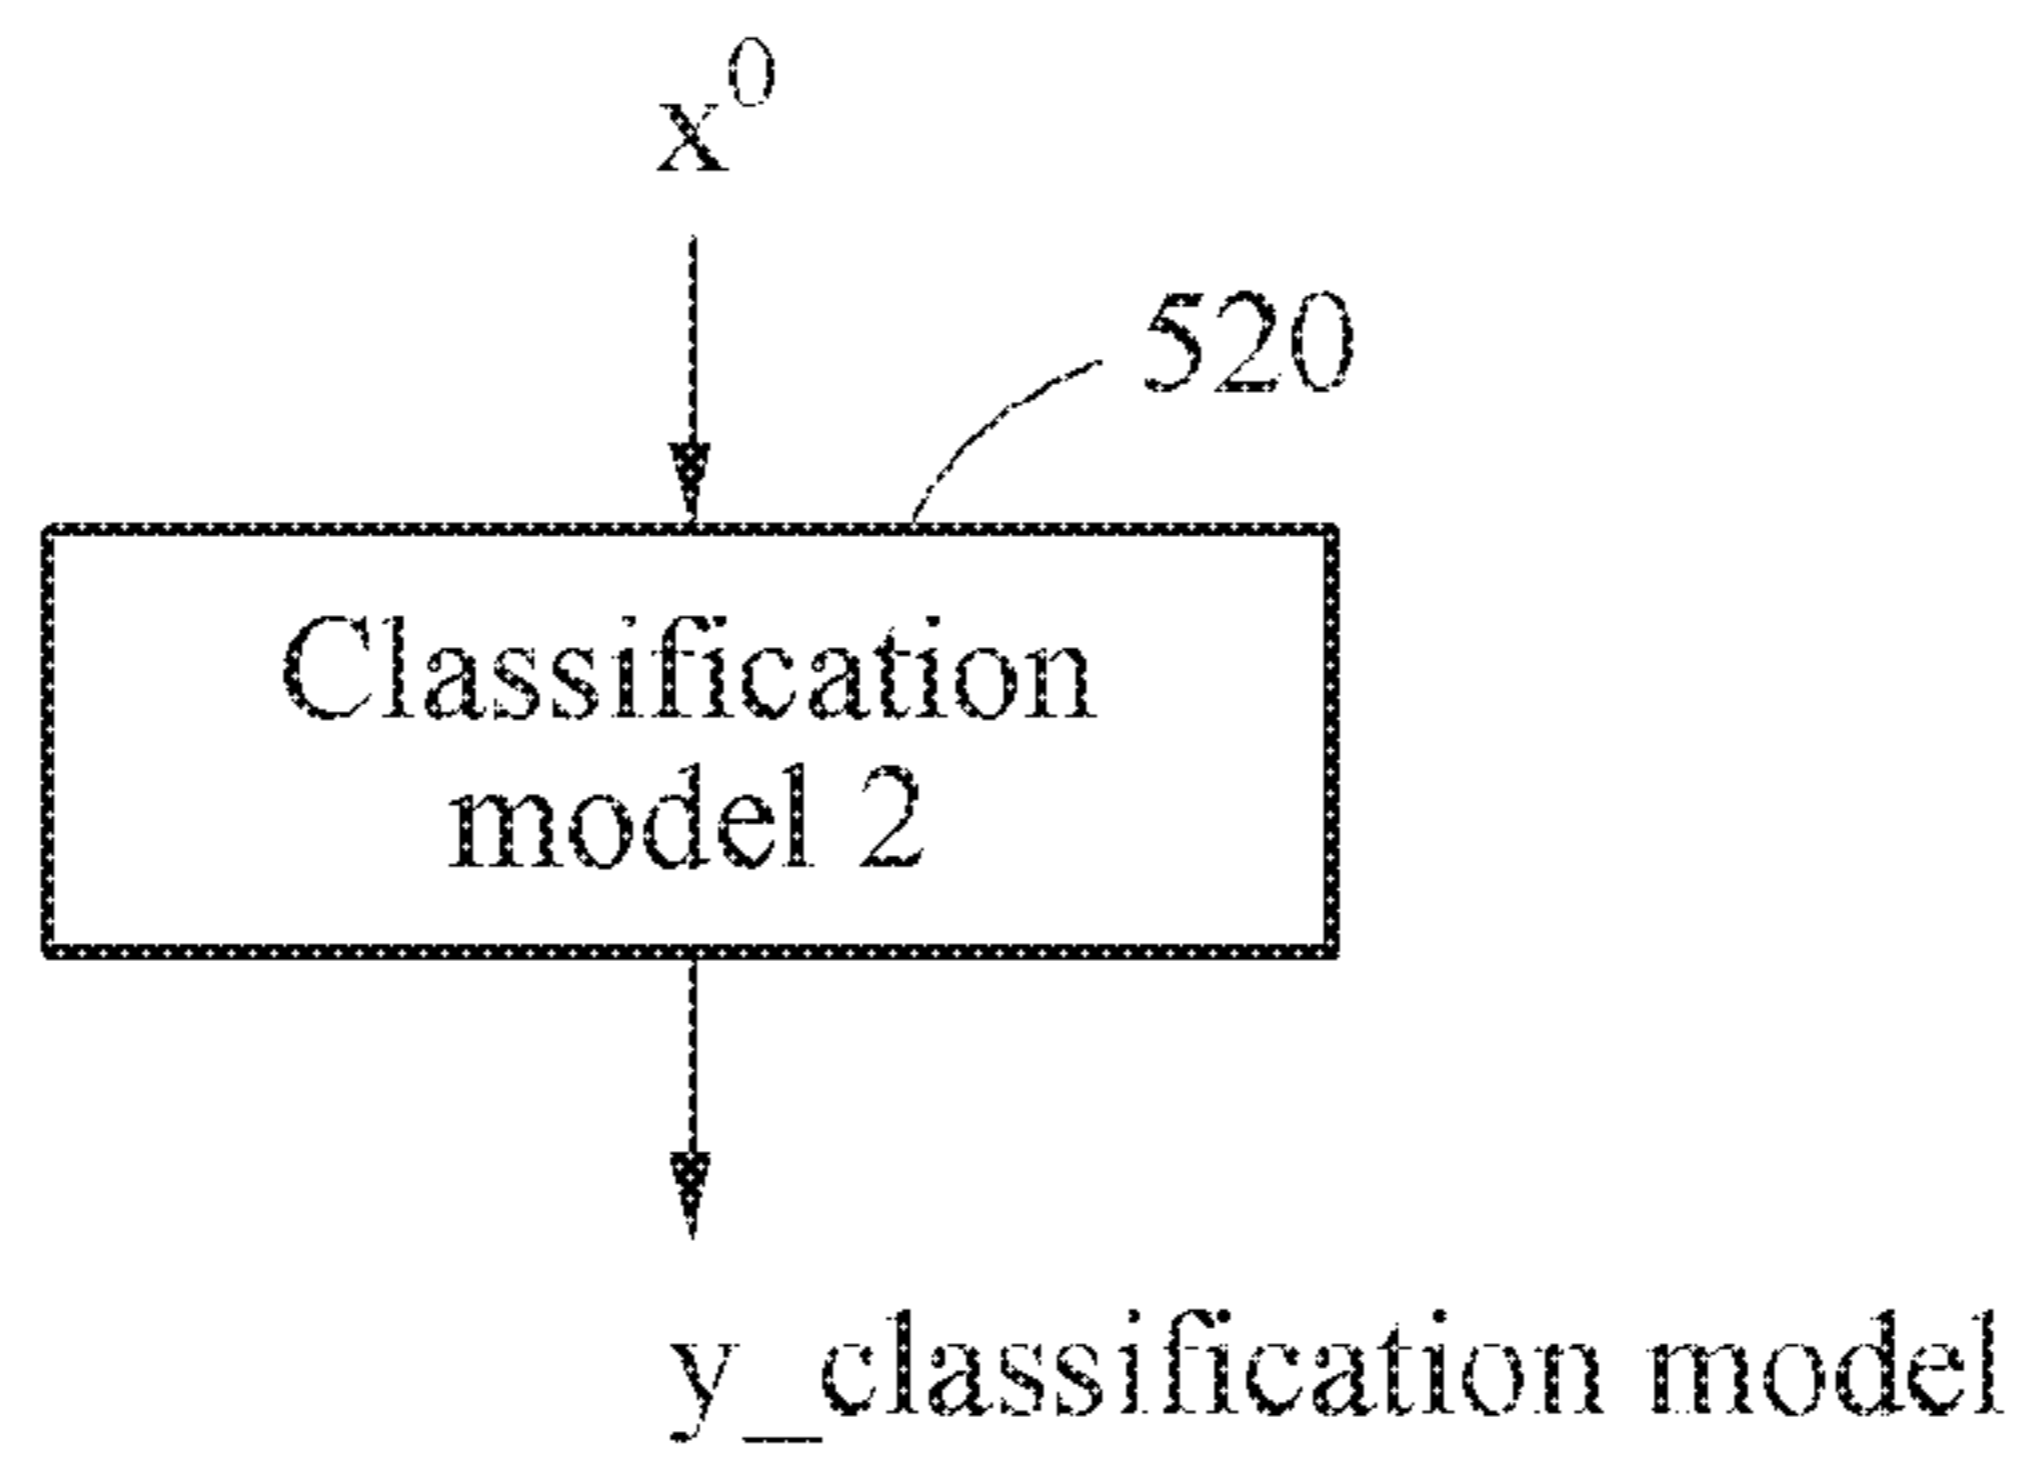 x⁰
520
Classification
model 2
y_classification model